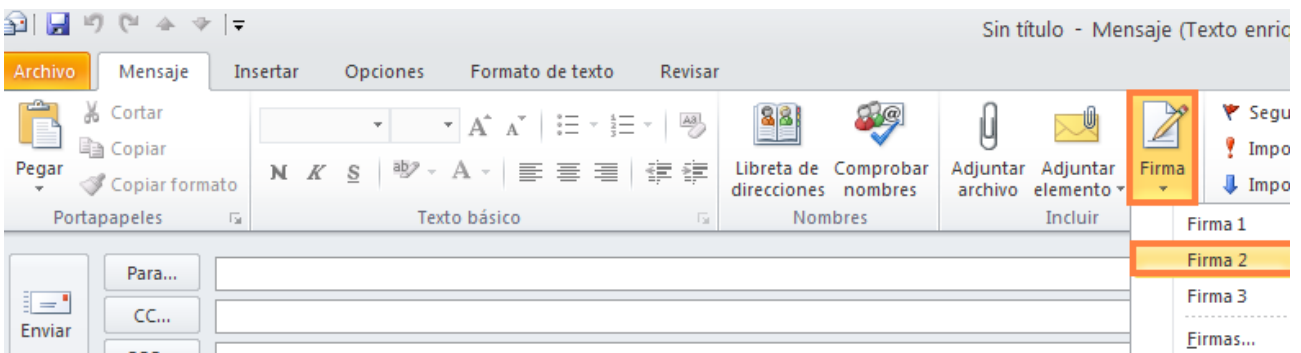 Sin título - Mensaje (Texto enric
Archivo Mensaje Insertar Opciones Formato de texto Revisar
Pegar
Cortar
Copiar
Copiar formato
Portapapeles
N K S
Texto básico
Libreta de direcciones
Comprobar nombres
Nombres
Adjuntar archivo
Adjuntar elemento
Incluir
Firma
Segu
Impo
Impo
Firma 1
Firma 2
Firma 3
Firmas...
Enviar
Para...
CC...